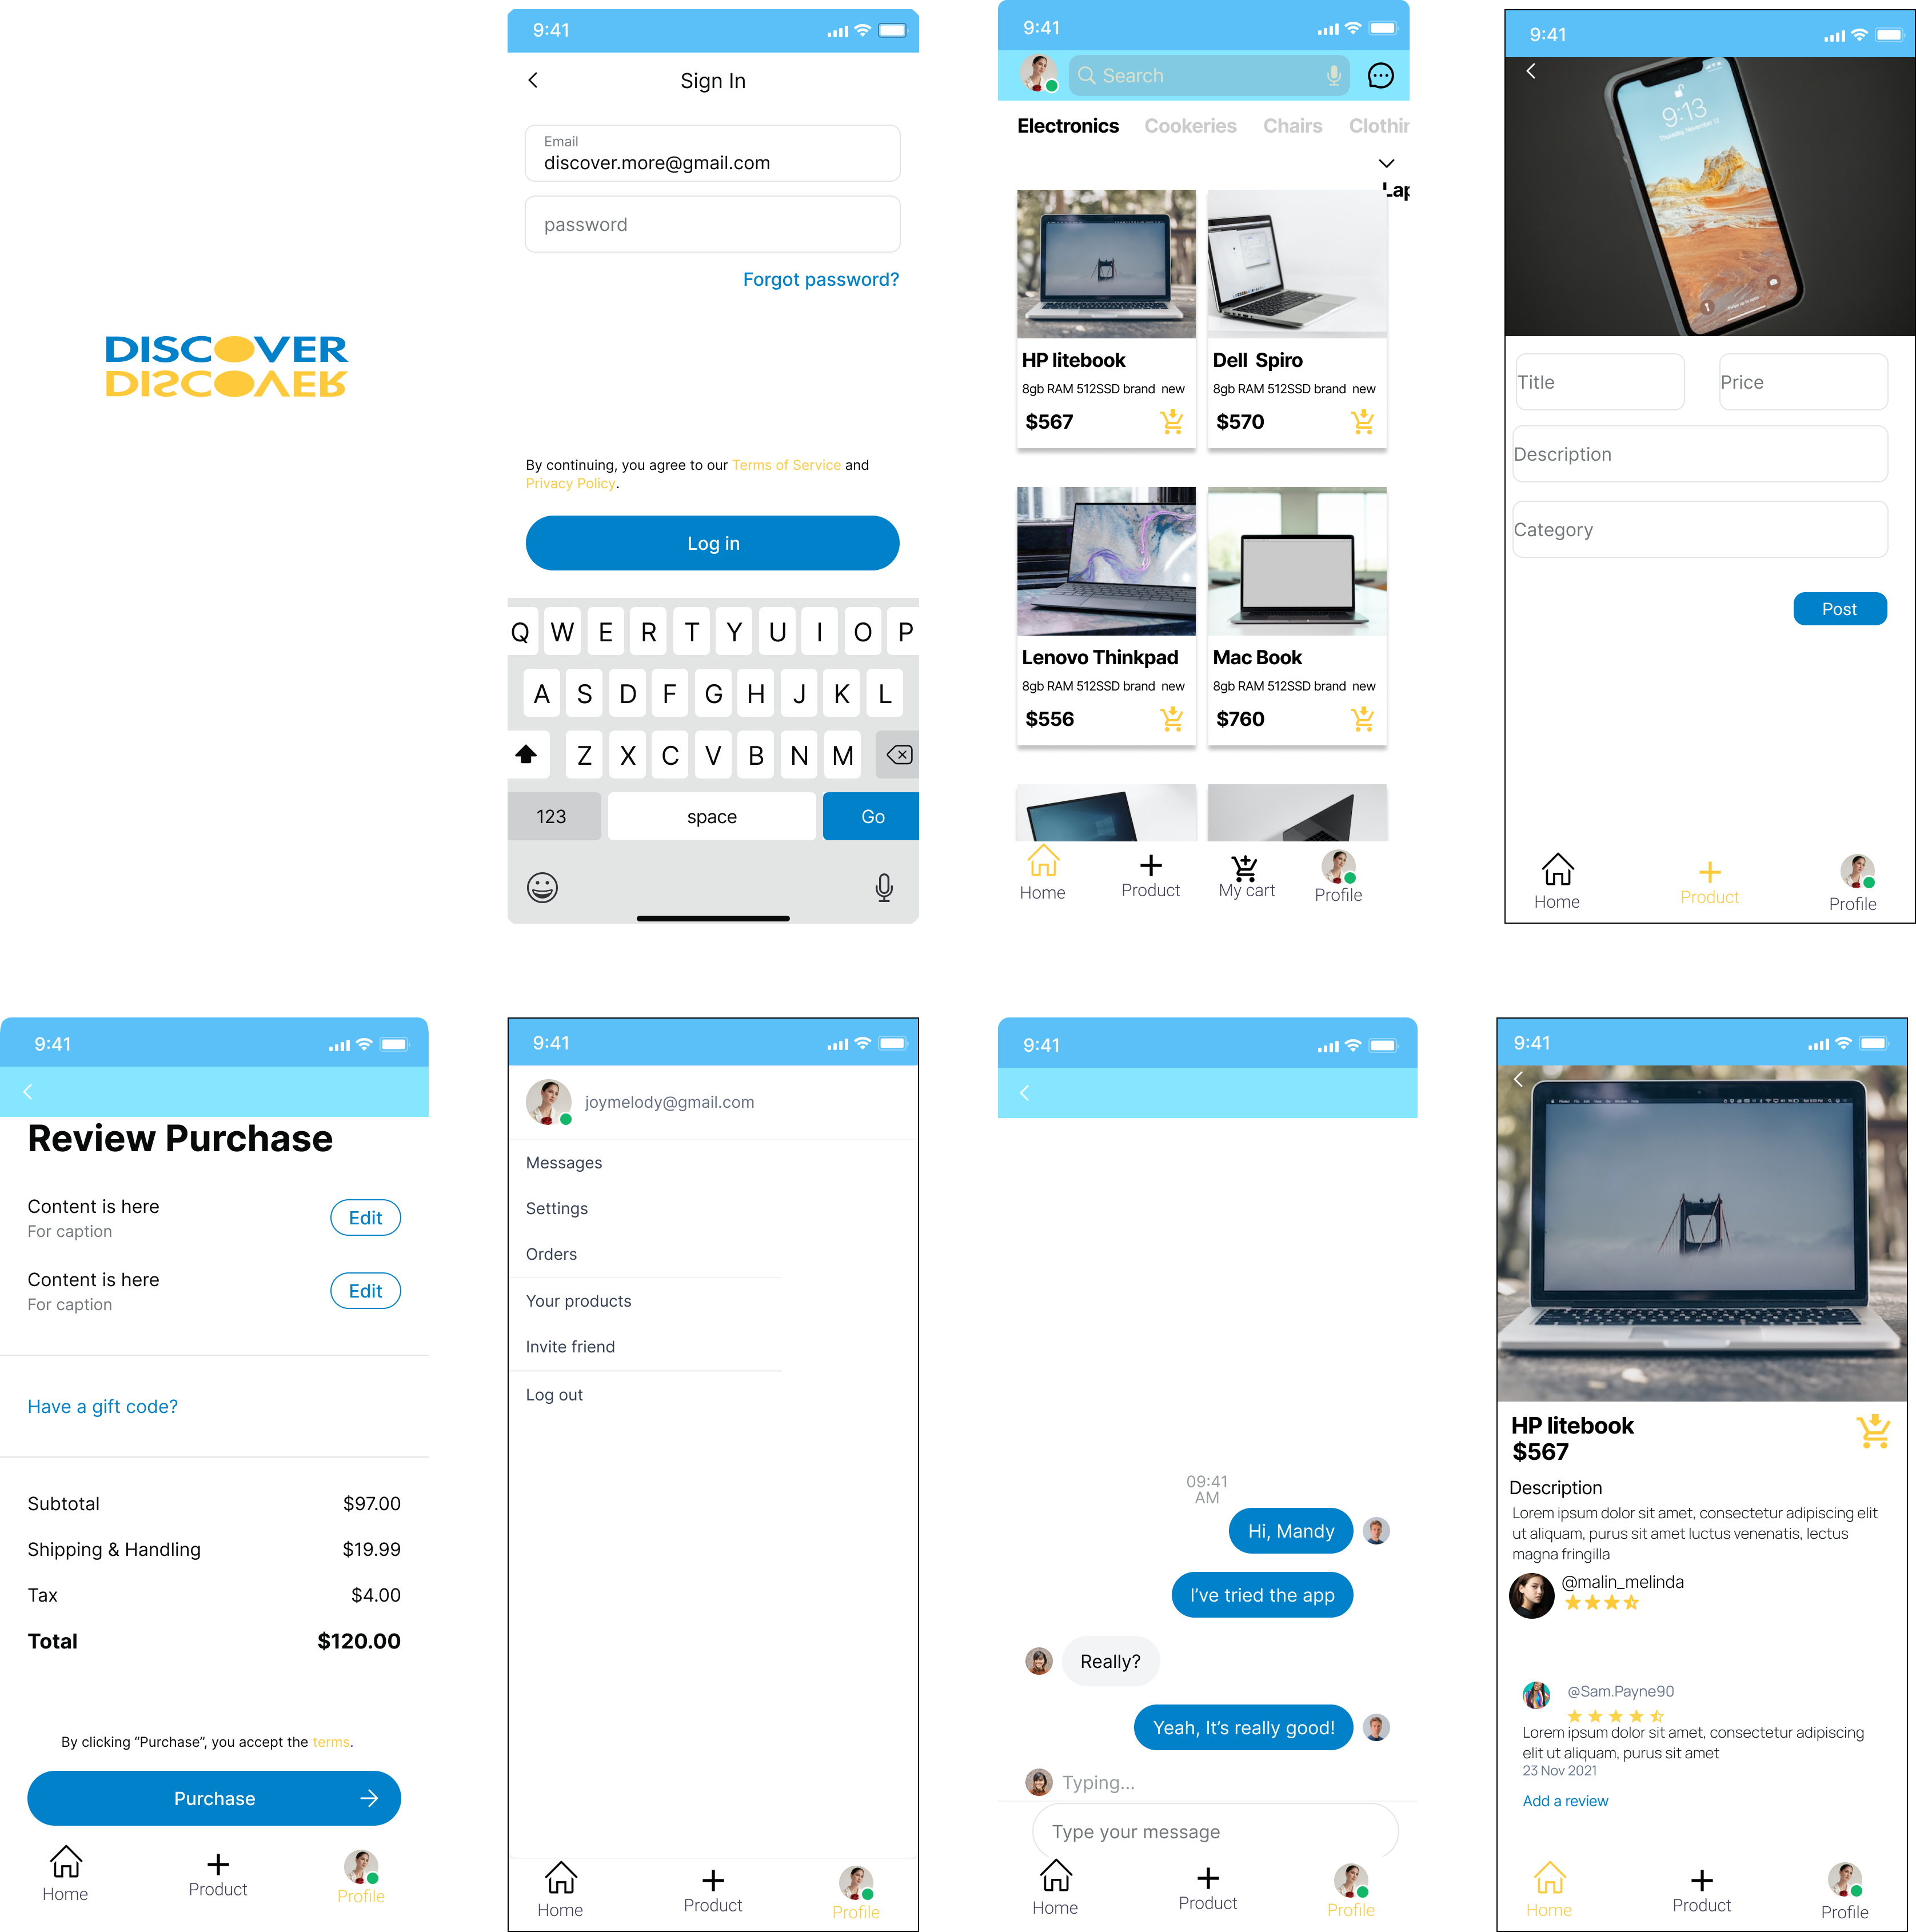 DISCOVER
DISCOVER
9:41
Sign In
Email
discover.more@gmail.com
password
Forgot password?
By continuing, you agree to our Terms of Service and
Privacy Policy.
Log in
Q W E R T Y U I O P
A S D F G H J K L
Z X C V B N M
123 space Go
9:41
Search
Electronics Cookeries Chairs Clothin
Lap
HP litebook
8gb RAM 512SSD brand new
$567
Dell Spiro
8gb RAM 512SSD brand new
$570
Lenovo Thinkpad
8gb RAM 512SSD brand new
$556
Mac Book
8gb RAM 512SSD brand new
$760
Home Product My cart Profile
9:41
9:13
Thursday, November 12
Title Price
Description
Category
Post
Home Product Profile
9:41
Review Purchase
Content is here
For caption
Edit
Content is here
For caption
Edit
Have a gift code?
Subtotal $97.00
Shipping & Handling $19.99
Tax $4.00
Total $120.00
By clicking “Purchase”, you accept the terms.
Purchase
Home Product Profile
9:41
joymelody@gmail.com
Messages
Settings
Orders
Your products
Invite friend
Log out
Home Product Profile
9:41
09:41
AM
Hi, Mandy
I’ve tried the app
Really?
Yeah, It’s really good!
Typing...
Type your message
Home Product Profile
9:41
HP litebook
$567
Description
Lorem ipsum dolor sit amet, consectetur adipiscing elit
ut aliquam, purus sit amet luctus venenatis, lectus
magna fringilla
@malin_melinda
@Sam.Payne90
Lorem ipsum dolor sit amet, consectetur adipiscing
elit ut aliquam, purus sit amet
23 Nov 2021
Add a review
Home Product Profile